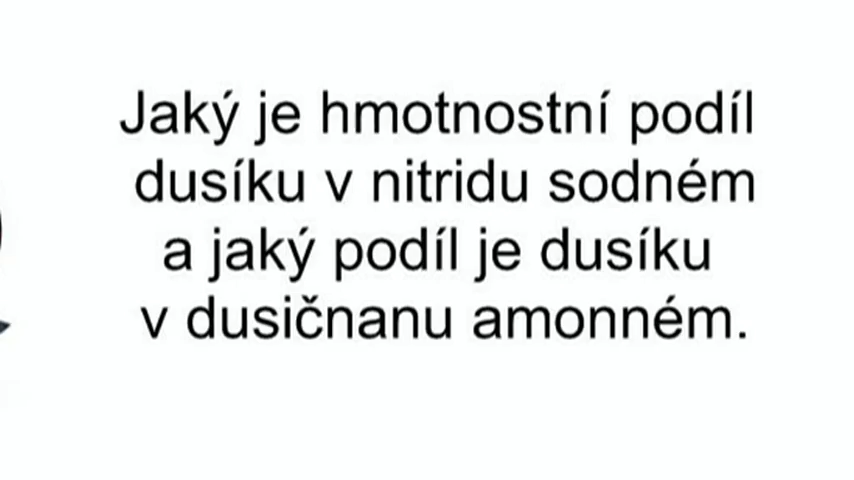 Jaký je hmotnostní podíl
dusíku v nitridu sodném
a jaký podíl je dusíku
v dusičnanu amonném.